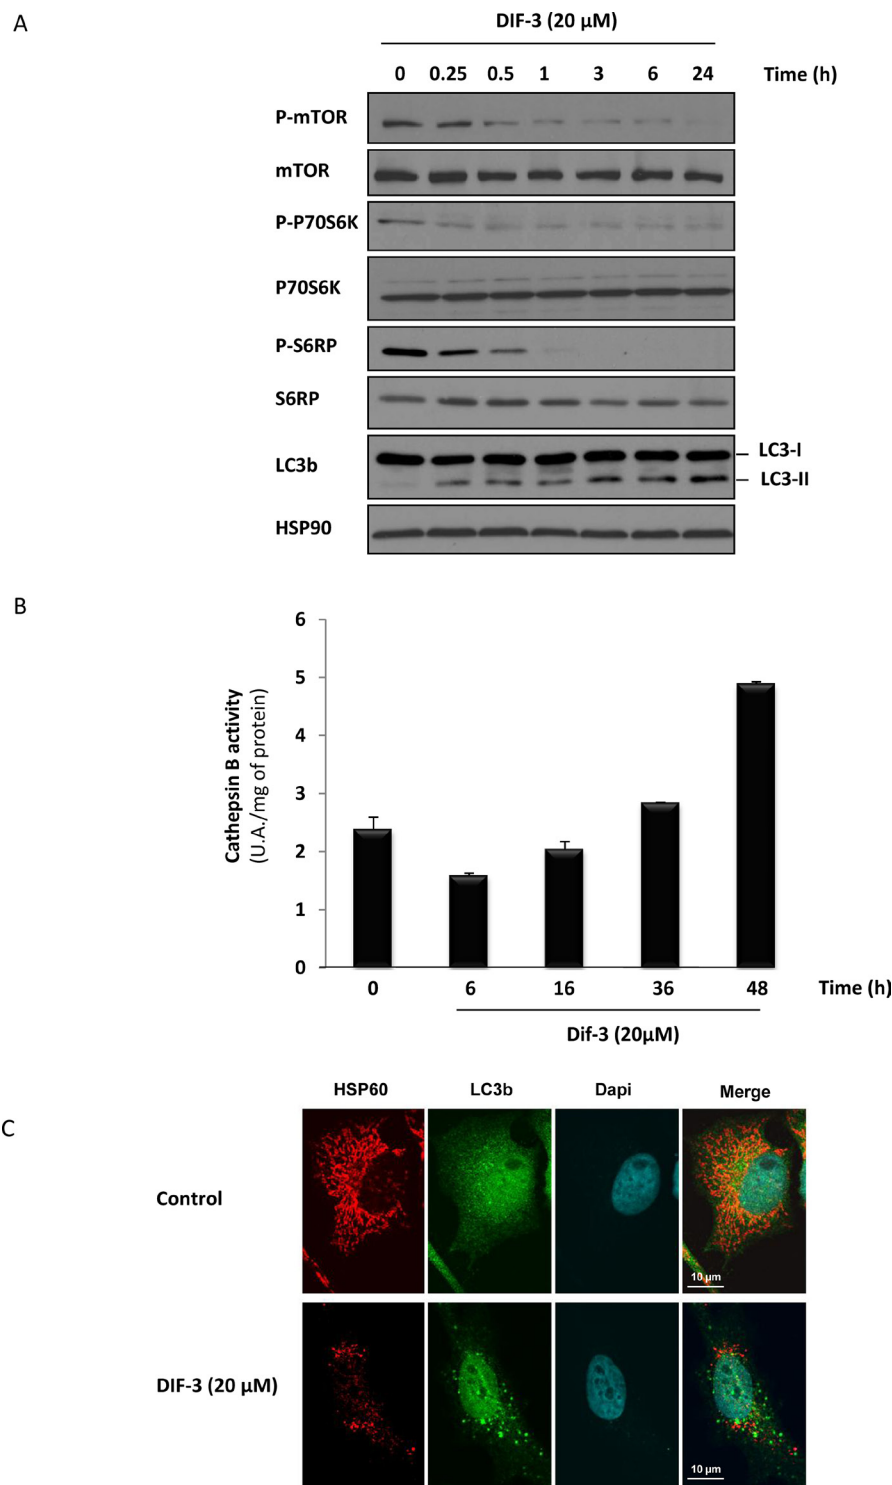 A
DIF-3 (20 µM)
0 0.25 0.5 1 3 6 24 Time (h)
P-mTOR
mTOR
P-P70S6K
P70S6K
P-S6RP
S6RP
LC3b
LC3-I
LC3-II
HSP90
B
Cathepsin B activity
(U.A./mg of protein)
6
5
4
3
2
1
0
0 6 16 36 48 Time (h)
Dif-3 (20µM)
C
HSP60 LC3b Dapi Merge
Control
10 µm
DIF-3 (20 µM)
10 µm